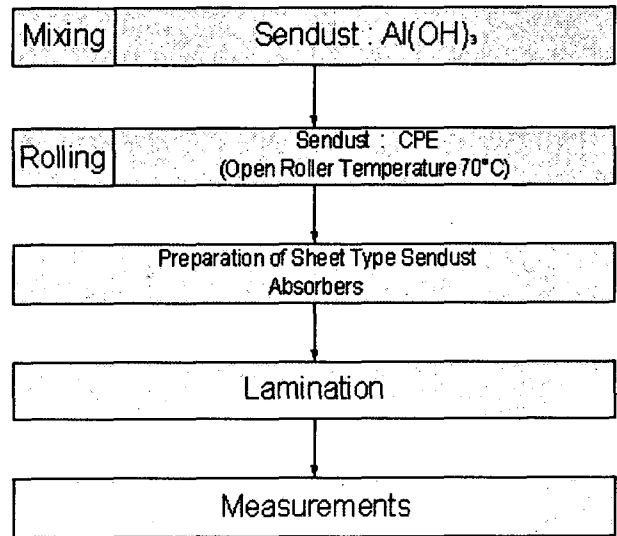 Mixing Sendust : Al(OH)₃
Rolling
Sendust : CPE
(Open Roller Temperature 70°C)
Preparation of Sheet Type Sendust
Absorbers
Lamination
Measurements